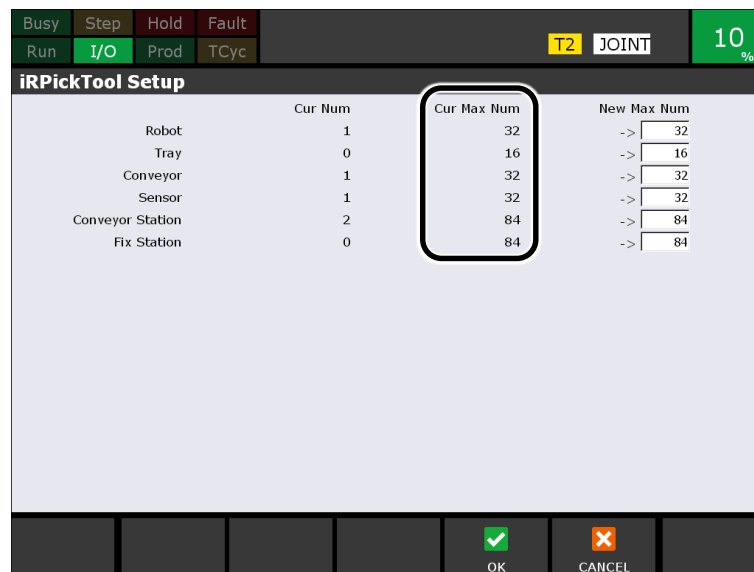 Busy Step Hold Fault
Run I/O Prod TCyc
T2 JOINT
10 %
iRPickTool Setup
Cur Num Cur Max Num New Max Num
Robot 1 32 -> 32
Tray 0 16 -> 16
Conveyor 1 32 -> 32
Sensor 1 32 -> 32
Conveyor Station 2 84 -> 84
Fix Station 0 84 -> 84
OK CANCEL